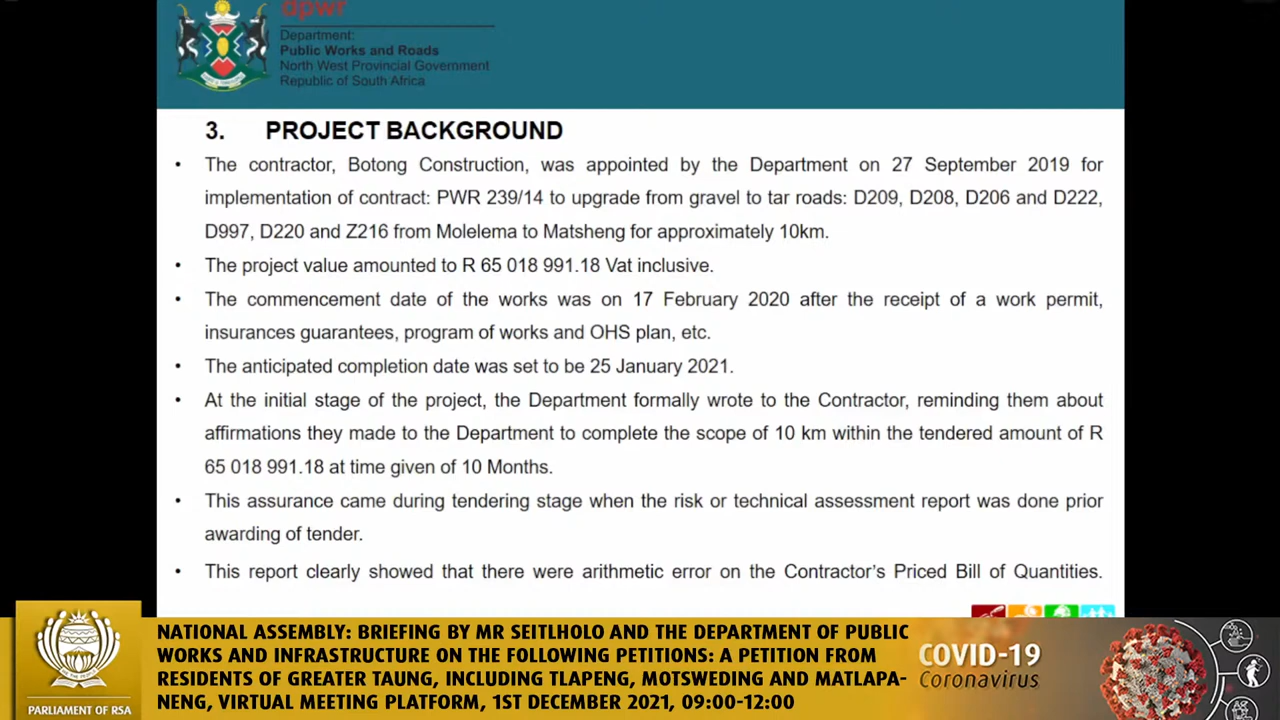 dpwr
Department:
Public Works and Roads
North West Provincial Government
Republic of South Africa
3. PROJECT BACKGROUND
• The contractor, Botong Construction, was appointed by the Department on 27 September 2019 for
implementation of contract: PWR 239/14 to upgrade from gravel to tar roads: D209, D208, D206 and D222,
D997, D220 and Z216 from Molelema to Matsheng for approximately 10km.
• The project value amounted to R 65 018 991.18 Vat inclusive.
• The commencement date of the works was on 17 February 2020 after the receipt of a work permit,
insurances guarantees, program of works and OHS plan, etc.
• The anticipated completion date was set to be 25 January 2021.
• At the initial stage of the project, the Department formally wrote to the Contractor, reminding them about
affirmations they made to the Department to complete the scope of 10 km within the tendered amount of R
65 018 991.18 at time given of 10 Months.
• This assurance came during tendering stage when the risk or technical assessment report was done prior
awarding of tender.
• This report clearly showed that there were arithmetic error on the Contractor's Priced Bill of Quantities.
NATIONAL ASSEMBLY: BRIEFING BY MR SEITLHOLO AND THE DEPARTMENT OF PUBLIC
WORKS AND INFRASTRUCTURE ON THE FOLLOWING PETITIONS: A PETITION FROM
RESIDENTS OF GREATER TAUNG, INCLUDING TLAPENG, MOTSWEDING AND MATLAPA-
NENG, VIRTUAL MEETING PLATFORM, 1ST DECEMBER 2021, 09:00-12:00
PARLIAMENT OF RSA
COVID-19
Coronavirus